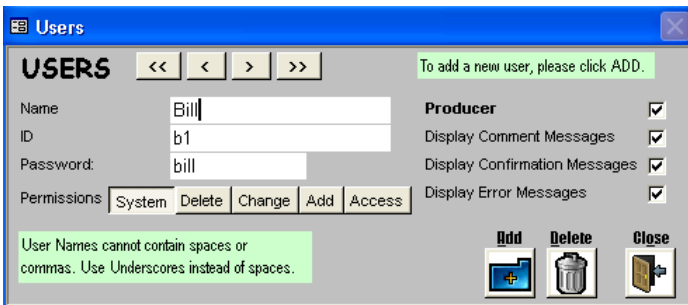 Users
USERS << < > >> To add a new user, please click ADD.
Name Bill
ID b1
Password: bill
Permissions System Delete Change Add Access
Producer
Display Comment Messages
Display Confirmation Messages
Display Error Messages
User Names cannot contain spaces or
commas. Use Underscores instead of spaces.
Add Delete Close